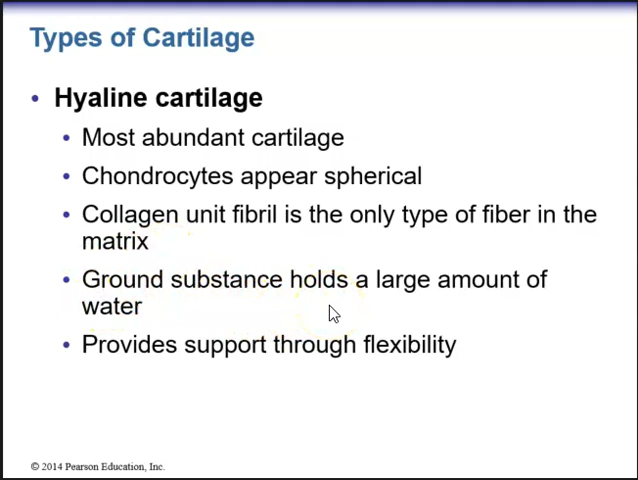 Types of Cartilage
• Hyaline cartilage
• Most abundant cartilage
• Chondrocytes appear spherical
• Collagen unit fibril is the only type of fiber in the
matrix
• Ground substance holds a large amount of
water
• Provides support through flexibility
© 2014 Pearson Education, Inc.